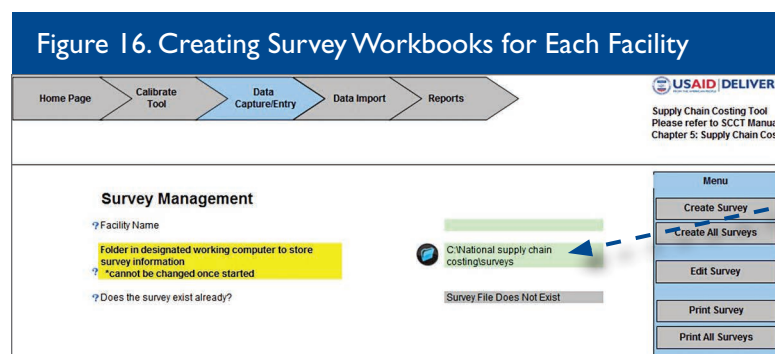 Figure 16. Creating Survey Workbooks for Each Facility
Home Page
Calibrate
Tool
Data
Capture/Entry
Data Import
Reports
USAID DELIVER
Supply Chain Costing Tool
Please refer to SCCT Manua
Chapter 5: Supply Chain Cos
Survey Management
? Facility Name
Folder in designated working computer to store
survey information
? *cannot be changed once started
C:\National supply chain
costing\surveys
? Does the survey exist already?
Survey File Does Not Exist
Menu
Create Survey
Create All Surveys
Edit Survey
Print Survey
Print All Surveys